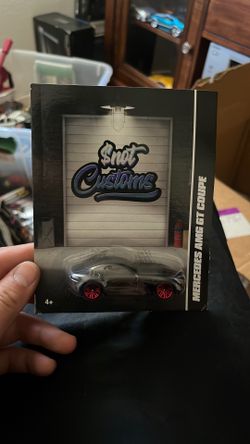 $not
Customs
MERCEDES AMG GT COUPE
4+